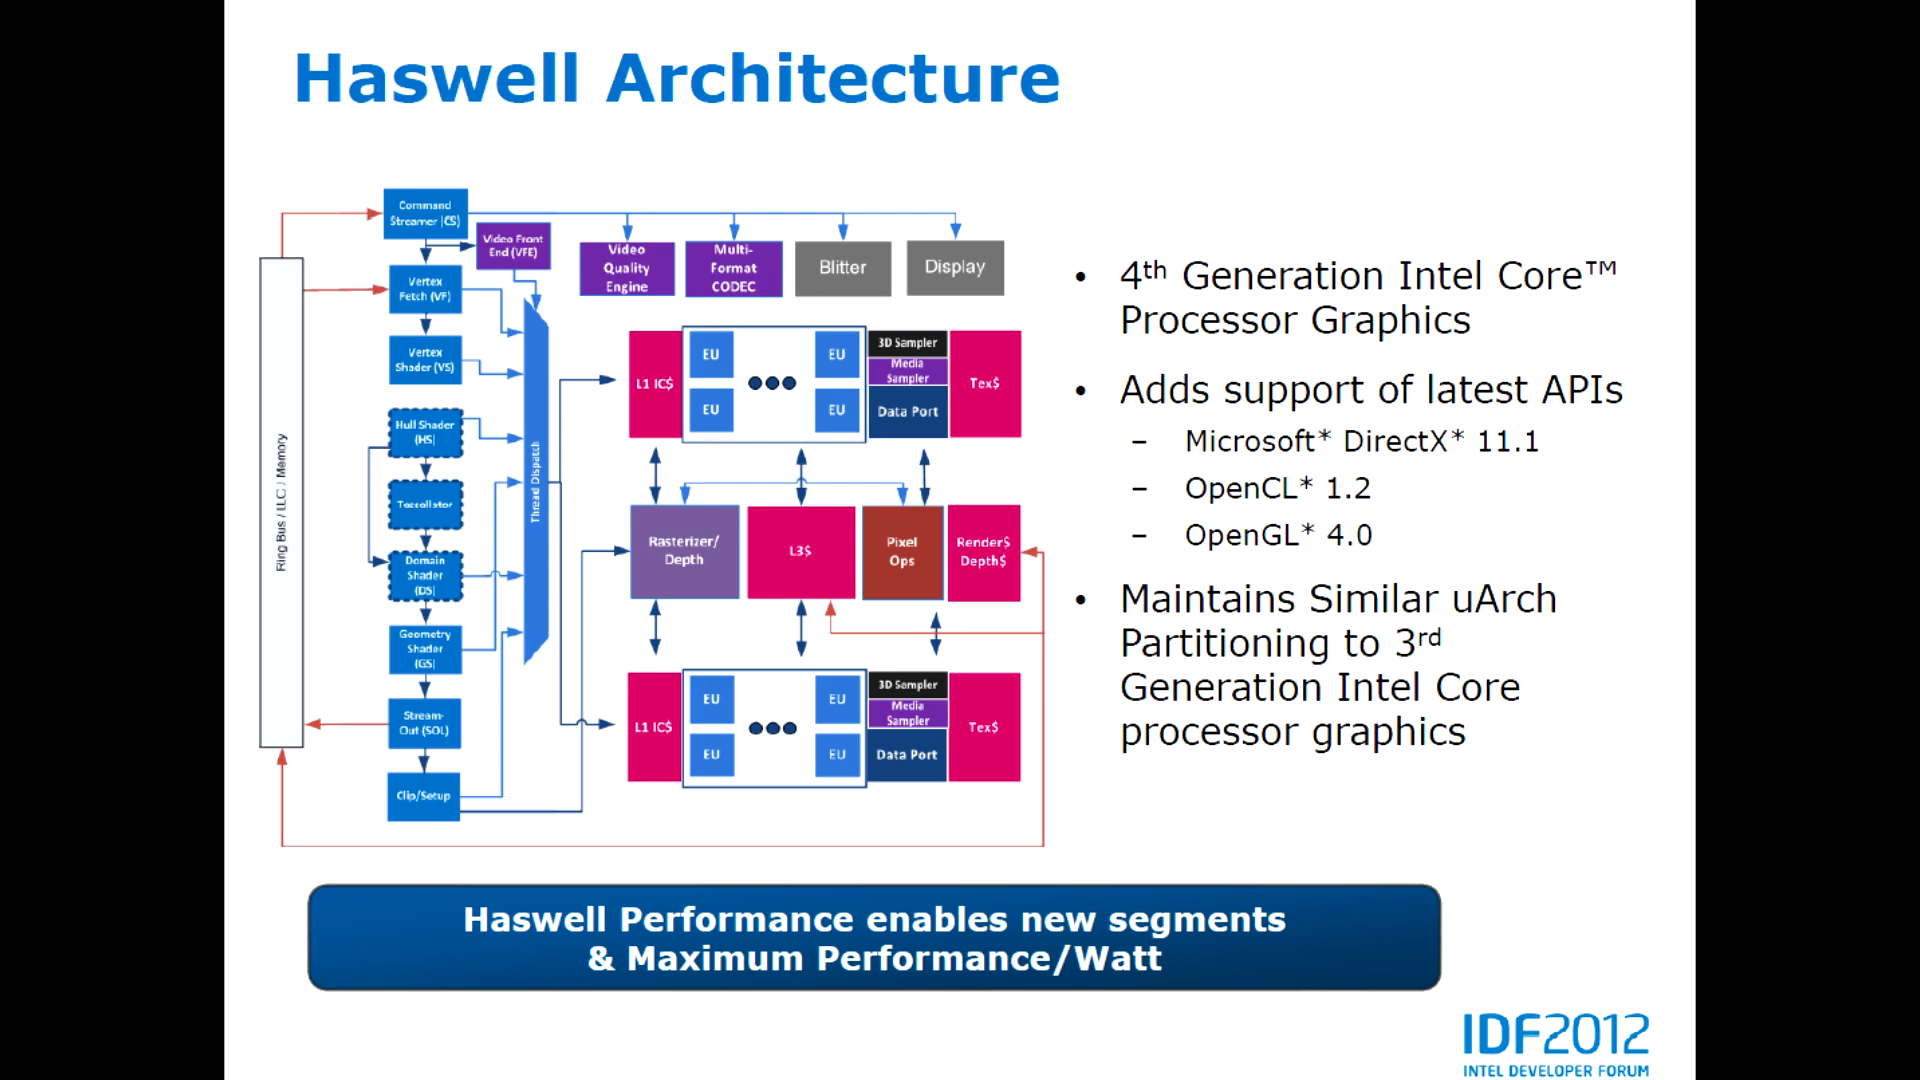 Haswell Architecture
Command
Streamer (CS)
Video Front
End (VFE)
Video
Quality
Engine
Multi-
Format
CODEC
Blitter
Display
Ring Bus / LLC / Memory
Vertex
Fetch (VF)
Vertex
Shader (VS)
Hull Shader
(HS)
Tessellator
Domain
Shader
(DS)
Geometry
Shader
(GS)
Stream-
Out (SOL)
Clip/Setup
Thread Dispatch
L1 IC$
EU
EU
EU
EU
3D Sampler
Media
Sampler
Data Port
Tex$
Rasterizer/
Depth
L3$
Pixel
Ops
Render$
Depth$
L1 IC$
EU
EU
EU
EU
3D Sampler
Media
Sampler
Data Port
Tex$
• 4th Generation Intel Core™
Processor Graphics
• Adds support of latest APIs
– Microsoft* DirectX* 11.1
– OpenCL* 1.2
– OpenGL* 4.0
• Maintains Similar uArch
Partitioning to 3rd
Generation Intel Core
processor graphics
Haswell Performance enables new segments
& Maximum Performance/Watt
IDF2012
INTEL DEVELOPER FORUM